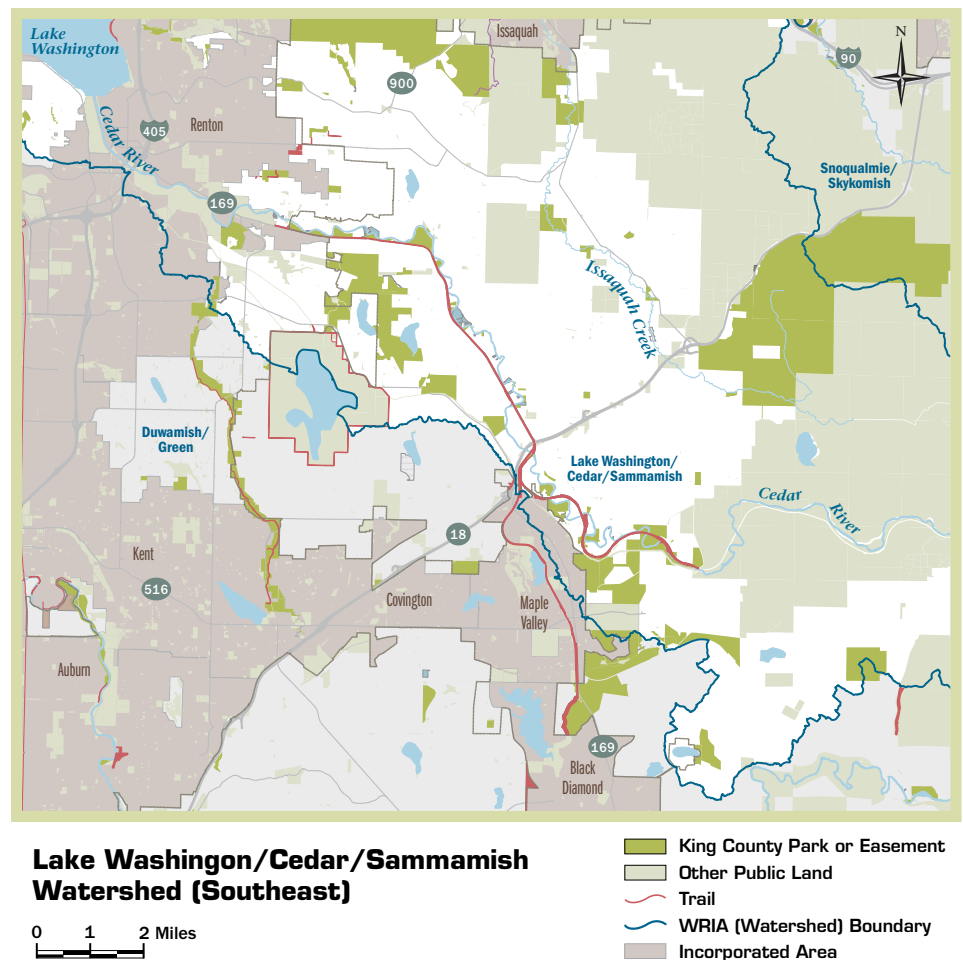 Lake
Washington
Issaquah
N
90
900
405
Renton
Cedar River
Snoqualmie/
Skykomish
169
Issaquah Creek
Duwamish/
Green
Lake Washington/
Cedar/Sammamish
Cedar
River
18
Kent
516
Covington
Maple
Valley
Auburn
169
Black
Diamond
Lake Washingon/Cedar/Sammamish
Watershed (Southeast)
0 1 2 Miles
King County Park or Easement
Other Public Land
Trail
WRIA (Watershed) Boundary
Incorporated Area